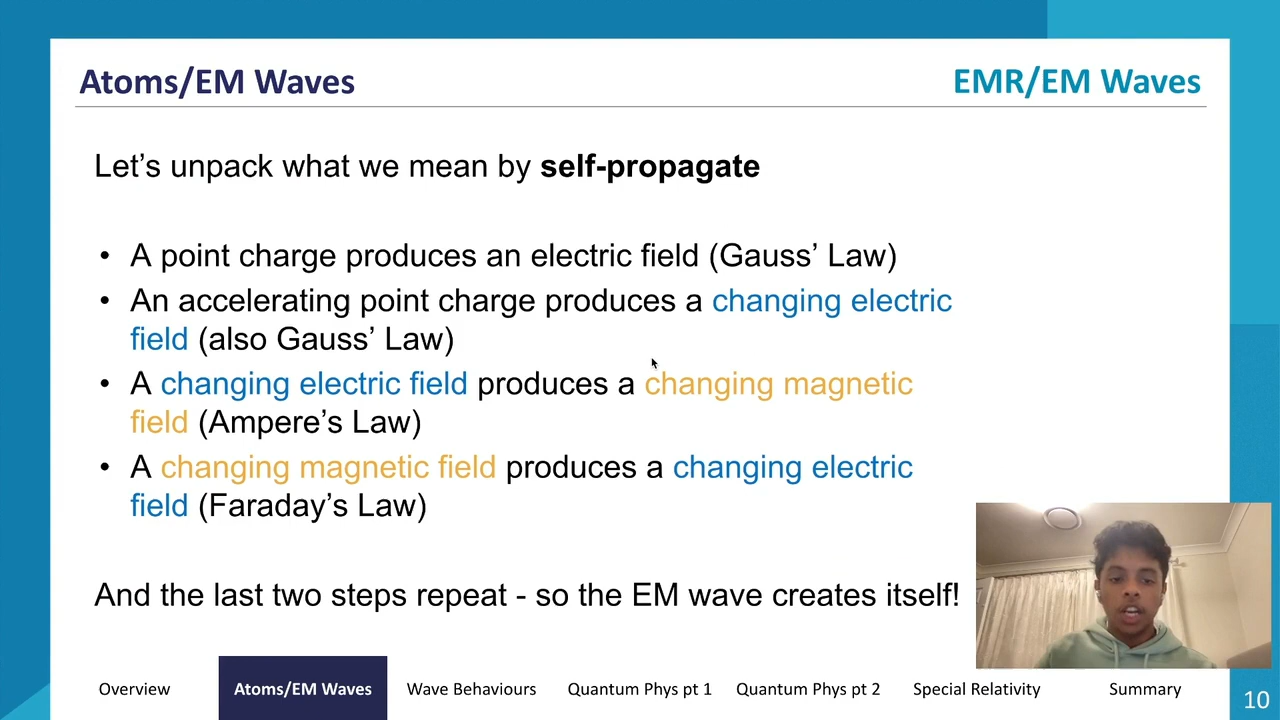 Atoms/EM Waves
EMR/EM Waves
Let’s unpack what we mean by self-propagate
• A point charge produces an electric field (Gauss’ Law)
• An accelerating point charge produces a changing electric
field (also Gauss’ Law)
• A changing electric field produces a changing magnetic
field (Ampere’s Law)
• A changing magnetic field produces a changing electric
field (Faraday’s Law)
And the last two steps repeat - so the EM wave creates itself!
Overview
Atoms/EM Waves
Wave Behaviours
Quantum Phys pt 1
Quantum Phys pt 2
Special Relativity
Summary
10